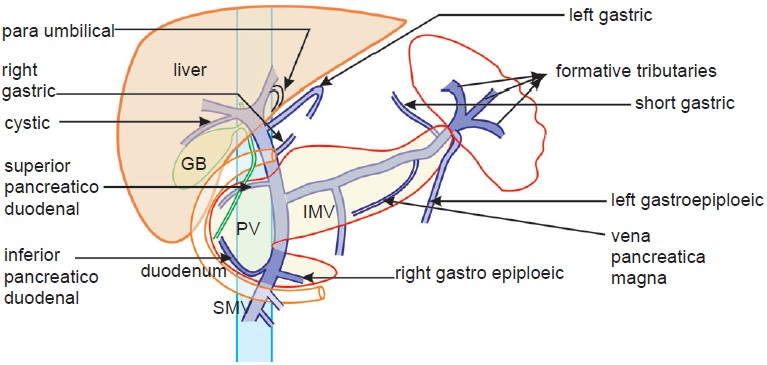 left gastric
para umbilical
liver
right
gastric
formative tributaries
short gastric
cystic
GB
superior
pancreatico
duodenal
left gastroepiploeic
IMV
PV
vena
pancreatica
magna
inferior
pancreatico
duodenal
duodenum
right gastro epiploeic
SMV